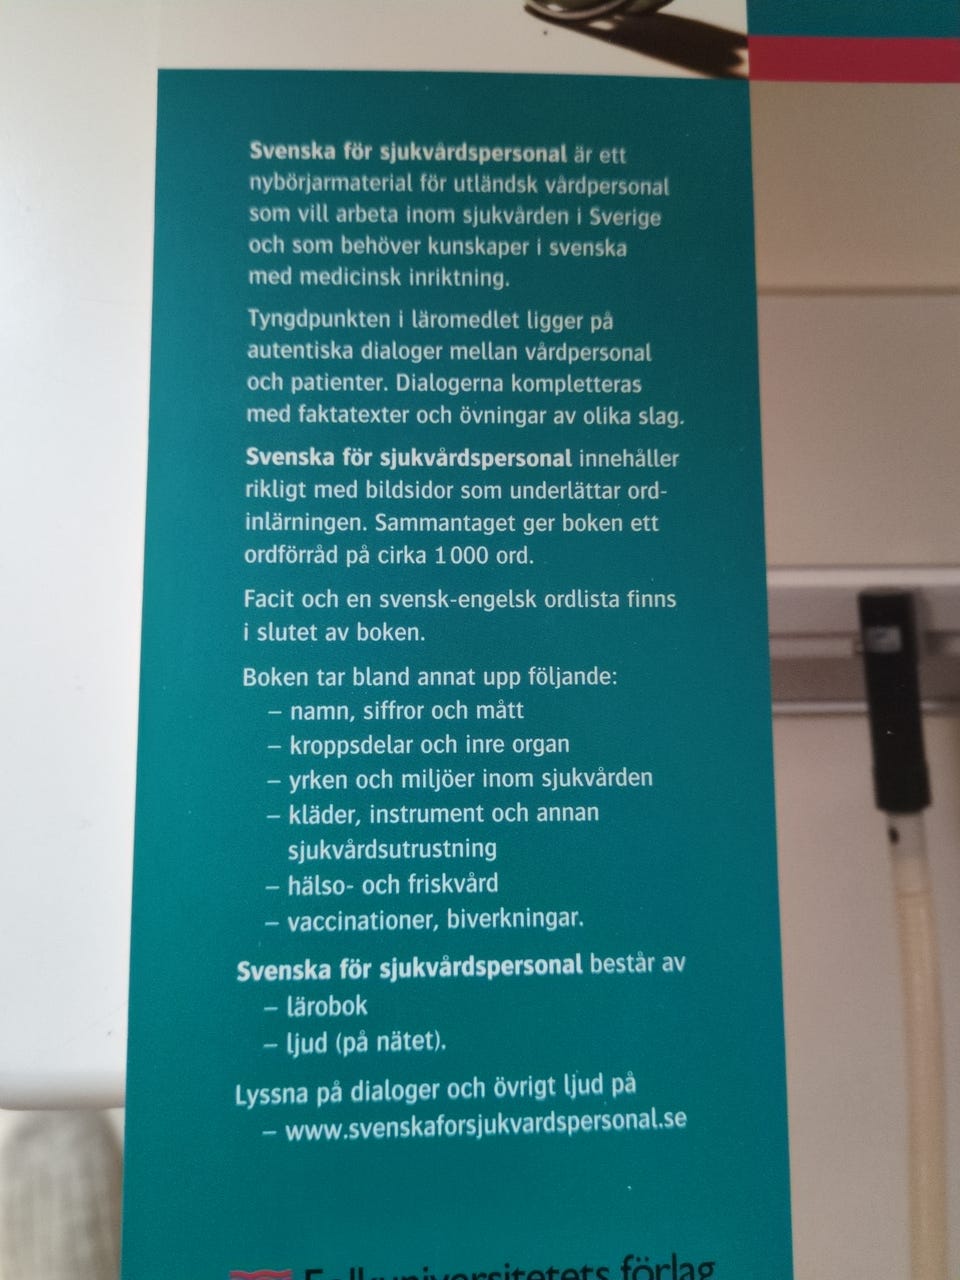 Svenska för sjukvårdspersonal är ett
nybörjarmaterial för utländsk vårdpersonal
som vill arbeta inom sjukvården i Sverige
och som behöver kunskaper i svenska
med medicinsk inriktning.
Tyngdpunkten i läromedlet ligger på
autentiska dialoger mellan vårdpersonal
och patienter. Dialogerna kompletteras
med faktatexter och övningar av olika slag.
Svenska för sjukvårdspersonal innehåller
rikligt med bildsidor som underlättar ord-
inlärningen. Sammantaget ger boken ett
ordförråd på cirka 1000 ord.
Facit och en svensk-engelsk ordlista finns
i slutet av boken.
Boken tar bland annat upp följande:
– namn, siffror och mått
– kroppsdelar och inre organ
– yrken och miljöer inom sjukvården
– kläder, instrument och annan
sjukvårdsutrustning
– hälso- och friskvård
– vaccinationer, biverkningar.
Svenska för sjukvårdspersonal består av
– lärobok
– ljud (på nätet).
Lyssna på dialoger och övrigt ljud på
– www.svenskaforsjukvardspersonal.se
Folkuniversitetets förlag